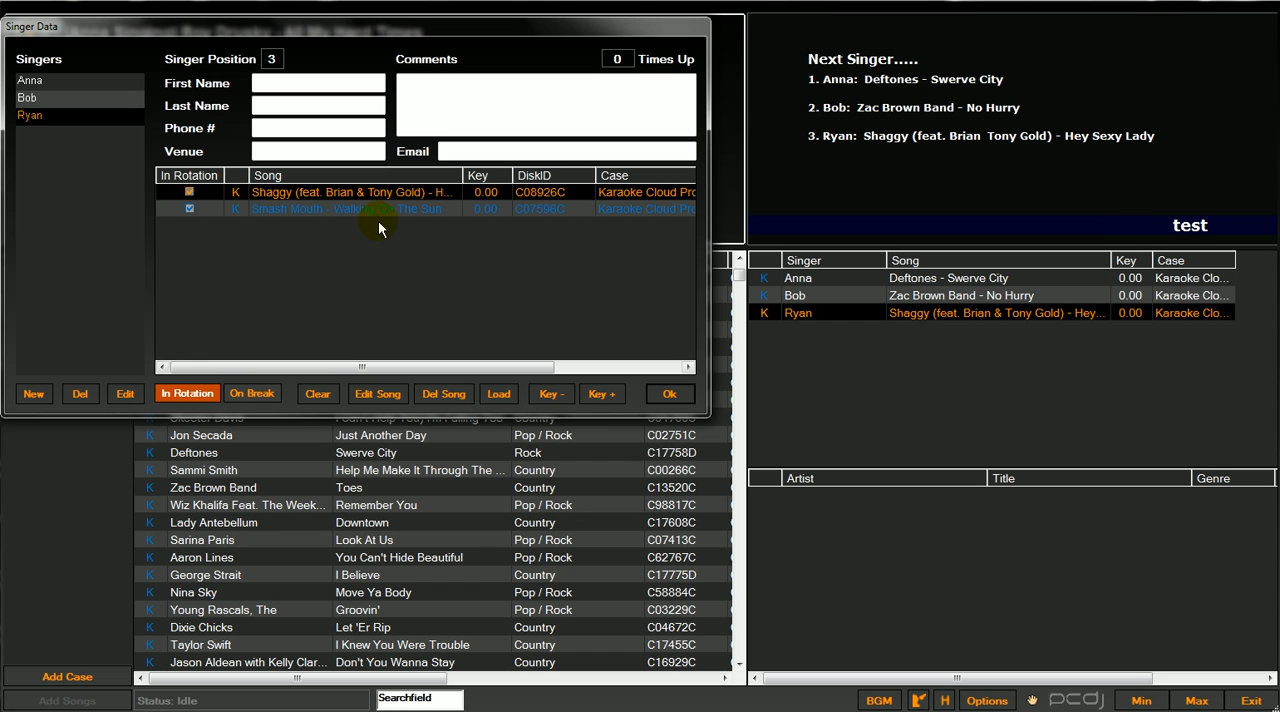 Singer Data
Singers
Anna
Bob
Ryan
Singer Position 3
First Name
Last Name
Phone #
Venue
Comments
0 Times Up
Email
In Rotation Song Key DiskID Case
K Shaggy (feat. Brian & Tony Gold) - H... 0.00 C08926C Karaoke Cloud Pro
K Smash Mouth - Walkin' On The Sun 0.00 C07596C Karaoke Cloud Pro
New Del Edit In Rotation On Break Clear Edit Song Del Song Load Key - Key + Ok
Next Singer.....
1. Anna: Deftones - Swerve City
2. Bob: Zac Brown Band - No Hurry
3. Ryan: Shaggy (feat. Brian Tony Gold) - Hey Sexy Lady
test
Singer Song Key Case
K Anna Deftones - Swerve City 0.00 Karaoke Clo...
K Bob Zac Brown Band - No Hurry 0.00 Karaoke Clo...
K Ryan Shaggy (feat. Brian & Tony Gold) - Hey... 0.00 Karaoke Clo...
Artist Title Genre
K Jon Secada Just Another Day Pop / Rock C02751C
K Deftones Swerve City Rock C17758D
K Sammi Smith Help Me Make It Through The ... Country C00266C
K Zac Brown Band Toes Country C13520C
K Wiz Khalifa Feat. The Week... Remember You Pop / Rock C98817C
K Lady Antebellum Downtown Country C17608C
K Sarina Paris Look At Us Pop / Rock C07413C
K Aaron Lines You Can't Hide Beautiful Pop / Rock C62767C
K George Strait I Believe Country C17775D
K Nina Sky Move Ya Body Pop / Rock C58884C
K Young Rascals, The Groovin' Pop / Rock C03229C
K Dixie Chicks Let 'Er Rip Country C04672C
K Taylor Swift I Knew You Were Trouble Country C17455C
K Jason Aldean with Kelly Clar... Don't You Wanna Stay Country C16929C
Add Case
Add Songs
Status: Idle
Searchfield
BGM H Options pcdj Min Max Exit